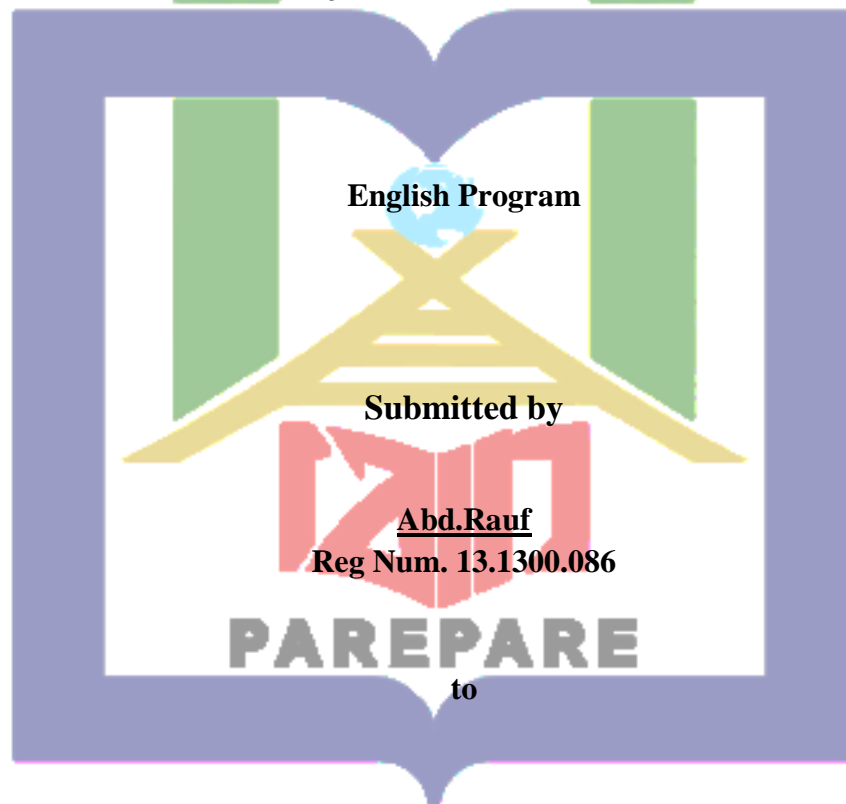 English Program
Submitted by
Abd.Rauf
Reg Num. 13.1300.086
PAREPARE
to